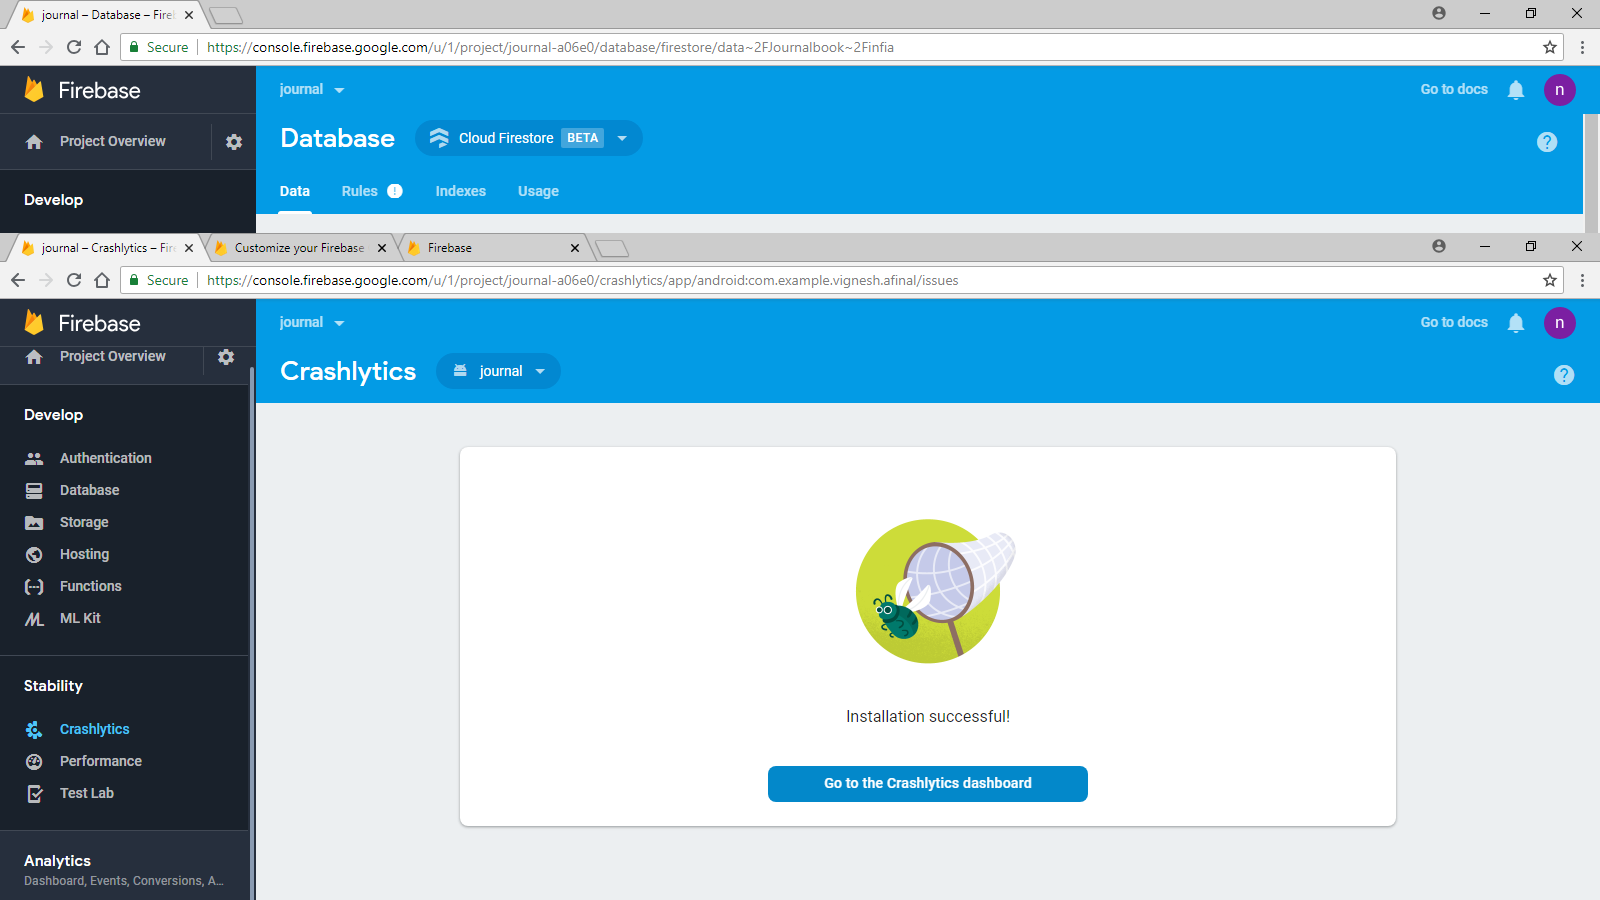 journal – Database – Fire
Secure https://console.firebase.google.com/u/1/project/journal-a06e0/database/firestore/data~2FJournalbook~2Finfia
Firebase
journal
Go to docs
n
Project Overview
Database
Cloud Firestore BETA
?
Develop
Data Rules ! Indexes Usage
journal – Crashlytics – Fir
Customize your Firebase
Firebase
Secure https://console.firebase.google.com/u/1/project/journal-a06e0/crashlytics/app/android:com.example.vignesh.afinal/issues
Firebase
journal
Go to docs
n
Project Overview
Crashlytics
journal
?
Develop
Authentication
Database
Storage
Hosting
Functions
ML Kit
Stability
Crashlytics
Performance
Test Lab
Analytics
Dashboard, Events, Conversions, A...
Installation successful!
Go to the Crashlytics dashboard